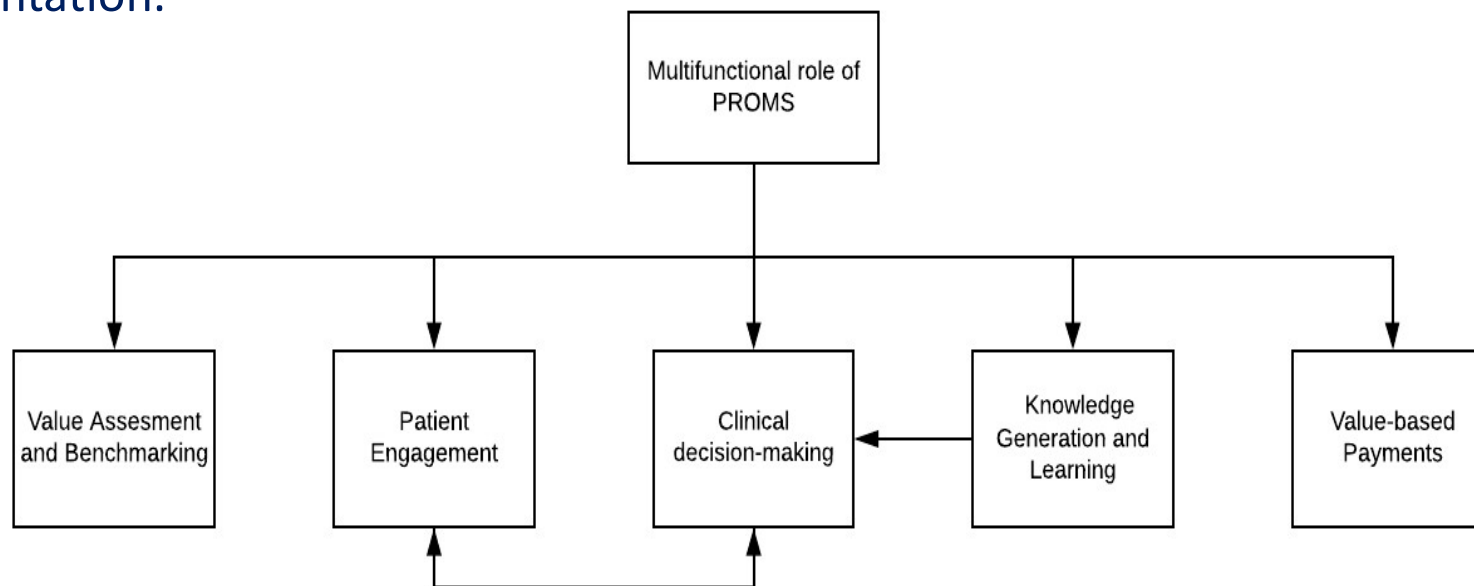 Multifunctional role of
PROMS
Value Assesment
and Benchmarking
Patient
Engagement
Clinical
decision-making
Knowledge
Generation and
Learning
Value-based
Payments